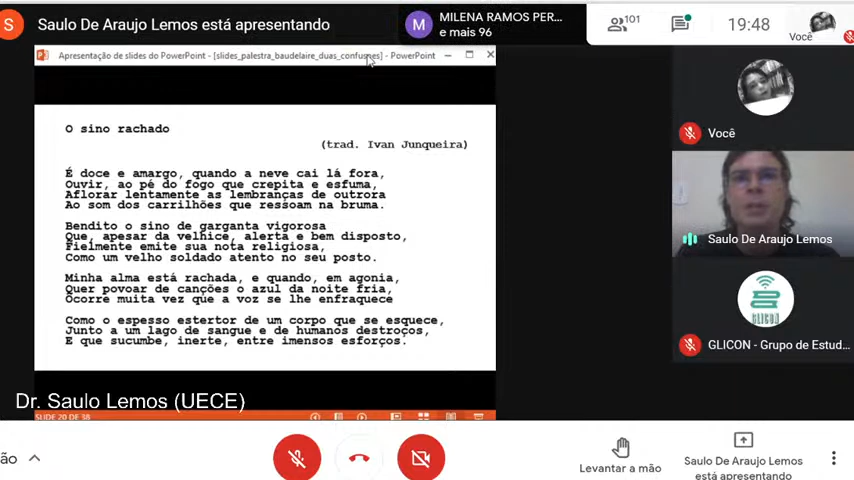 S Saulo De Araujo Lemos está apresentando
M MILENA RAMOS PER...
e mais 96
101
19:48
Você
Apresentação de slides do PowerPoint - [slides_palestra_baudelaire_duas_confusnes] - PowerPoint
O sino rachado
(trad. Ivan Junqueira)
É doce e amargo, quando a neve cai lá fora,
Ouvir, ao pé do fogo que crepita e esfuma,
Aflorar lentamente as lembranças de outrora
Ao som dos carrilhões que ressoam na bruma.
Bendito o sino de garganta vigorosa
Que, apesar da velhice, alerta e bem disposto,
Fielmente emite sua nota religiosa,
Como um velho soldado atento no seu posto.
Minha alma está rachada, e quando, em agonia,
Quer povoar de canções o azul da noite fria,
Ocorre muita vez que a voz se lhe enfraquece
Como o espesso estertor de um corpo que se esquece,
Junto a um lago de sangue e de humanos destroços,
E que sucumbe, inerte, entre imensos esforços.
SLIDE 20 DE 38
Dr. Saulo Lemos (UECE)
Você
Saulo De Araujo Lemos
GLICON
GLICON - Grupo de Estud...
ão
Levantar a mão
Saulo De Araujo Lemos
está apresentando